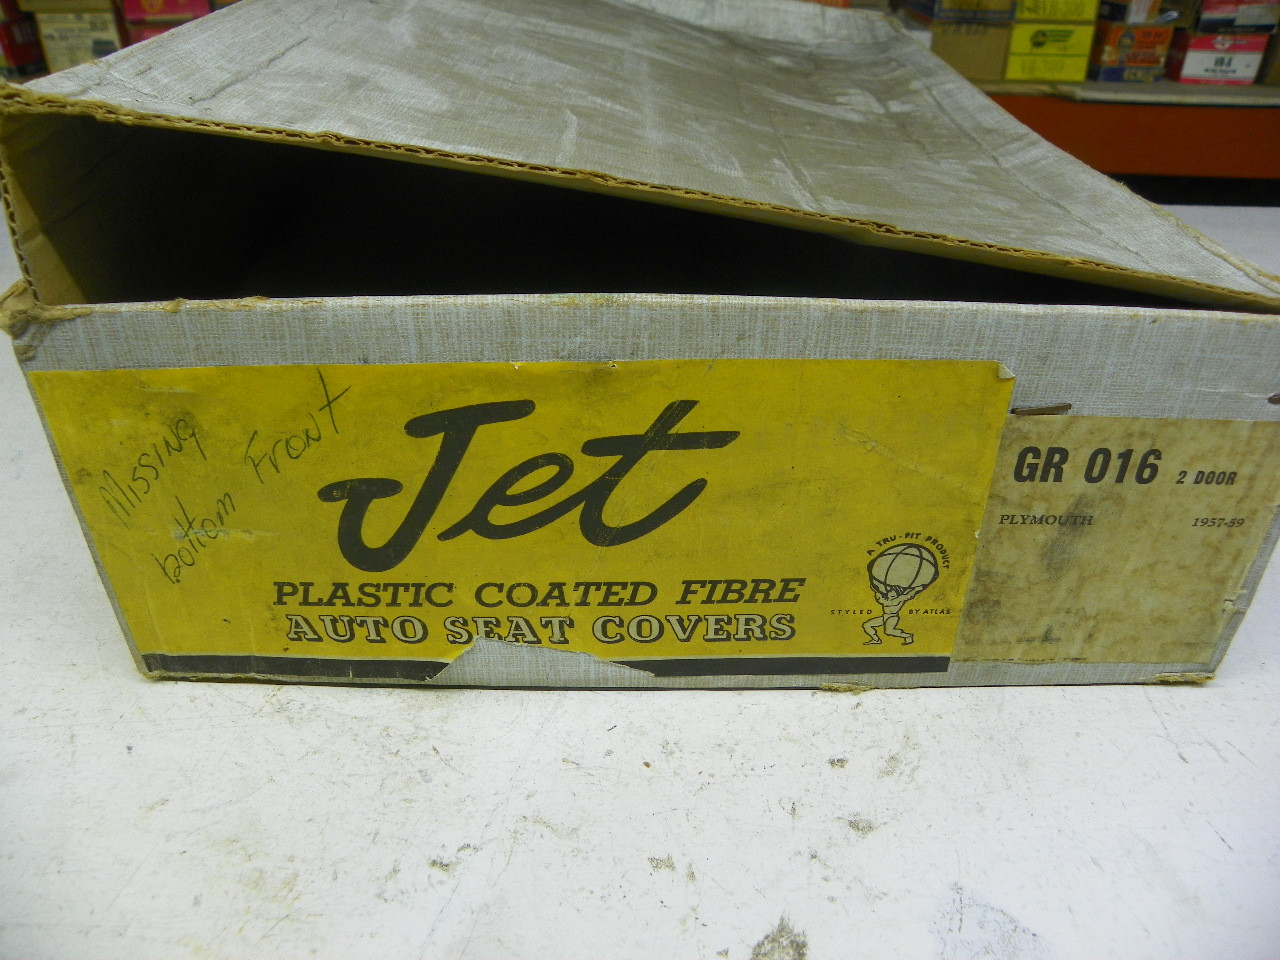 Missing
bottom Front
Jet
PLASTIC COATED FIBRE
AUTO SEAT COVERS
A TRU-FIT PRODUCT
STYLED BY ATLAS
GR 016 2 DOOR
PLYMOUTH 1957-59